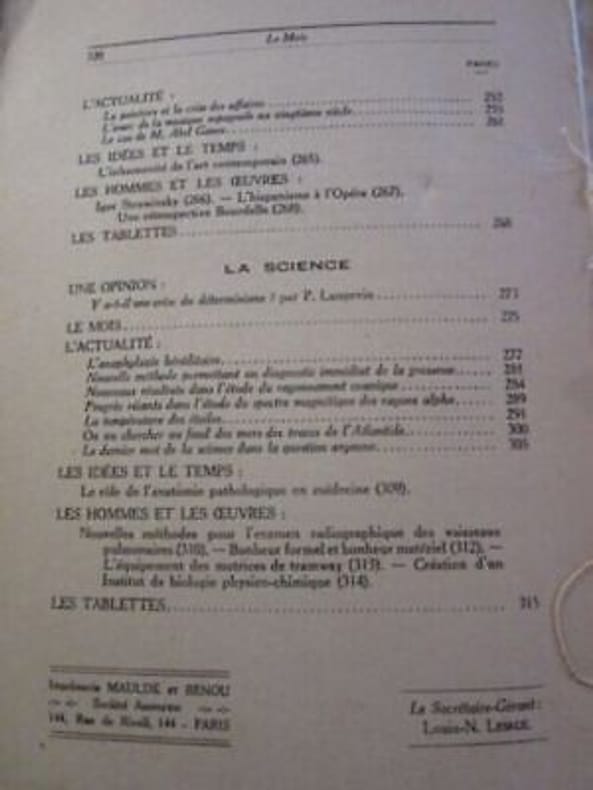 Le Mois
PAGES
L'ACTUALITÉ :
La peinture et la crise des affaires
L'essor de la musique espagnole au vingtième siècle
Le cas de M. Abel Gance
LES IDÉES ET LE TEMPS :
L'inhumanité de l'art contemporain (265).
LES HOMMES ET LES ŒUVRES :
Igor Strawinsky (266). — L'hispanisme à l'Opéra (267).
Une rétrospective Bourdelle (268).
LES TABLETTES
LA SCIENCE
UNE OPINION :
Y a-t-il une crise du déterminisme ? par P. Langevin
LE MOIS
L'ACTUALITÉ :
L'anaphylaxie héréditaire 277
Nouvelle méthode permettant un diagnostic immédiat de la grossesse 281
Nouveaux résultats dans l'étude du rayonnement cosmique 284
Progrès récents dans l'étude du spectre magnétique des rayons alpha 289
La température des étoiles 291
On va chercher au fond des mers des traces de l'Atlantide 300
Le dernier mot de la science dans la question aryenne 305
LES IDÉES ET LE TEMPS :
Le rôle de l'anatomie pathologique en médecine (309).
LES HOMMES ET LES ŒUVRES :
Nouvelles méthodes pour l'examen radiographique des vaisseaux
pulmonaires (310). — Bonheur formel et bonheur matériel (312). —
L'équipement des motrices de tramway (313). — Création d'un
Institut de biologie physico-chimique (314).
LES TABLETTES 315
Imprimerie MAULDE et RENOU
Société Anonyme
144, Rue de Rivoli, 144 - PARIS
Le Secrétaire-Gérant :
Louis-N.